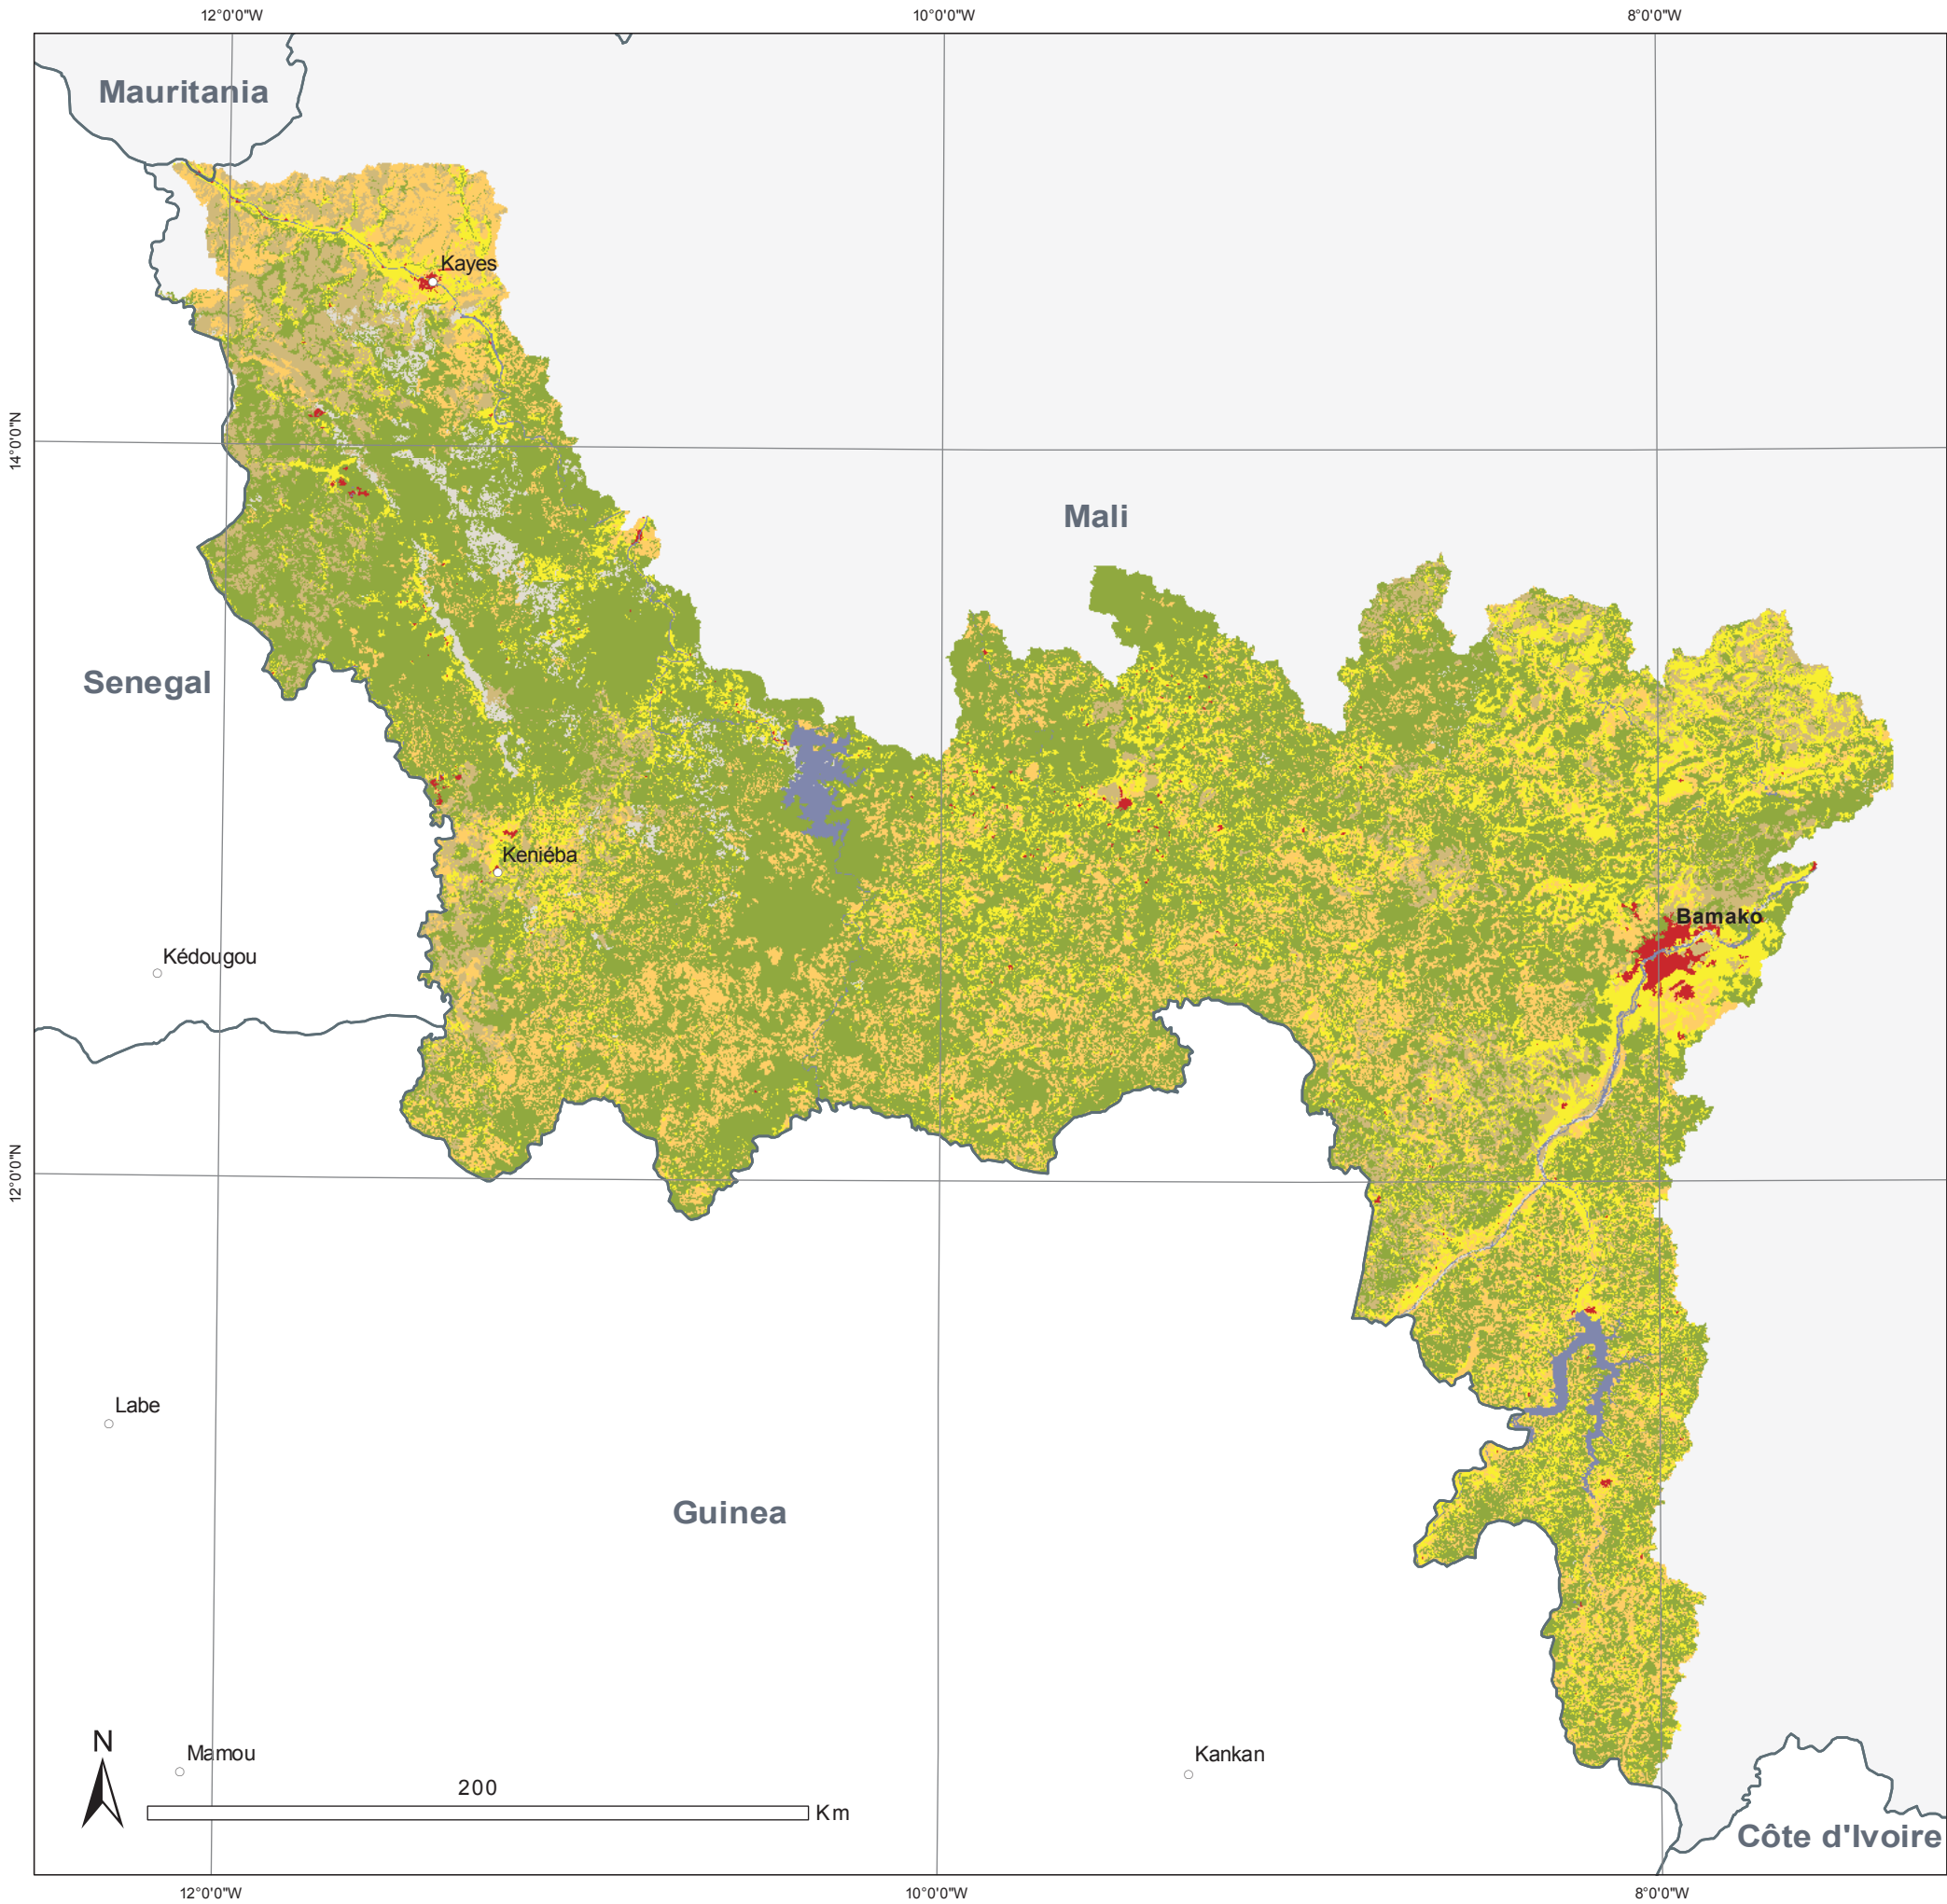 12°0'0"W
10°0'0"W
8°0'0"W
Mauritania
Kayes
14°0'0"N
Mali
Senegal
Keniéba
Bamako
Kédougou
12°0'0"N
Labe
Guinea
N
Mamou
Kankan
200
Km
Côte d'Ivoire
12°0'0"W
10°0'0"W
8°0'0"W